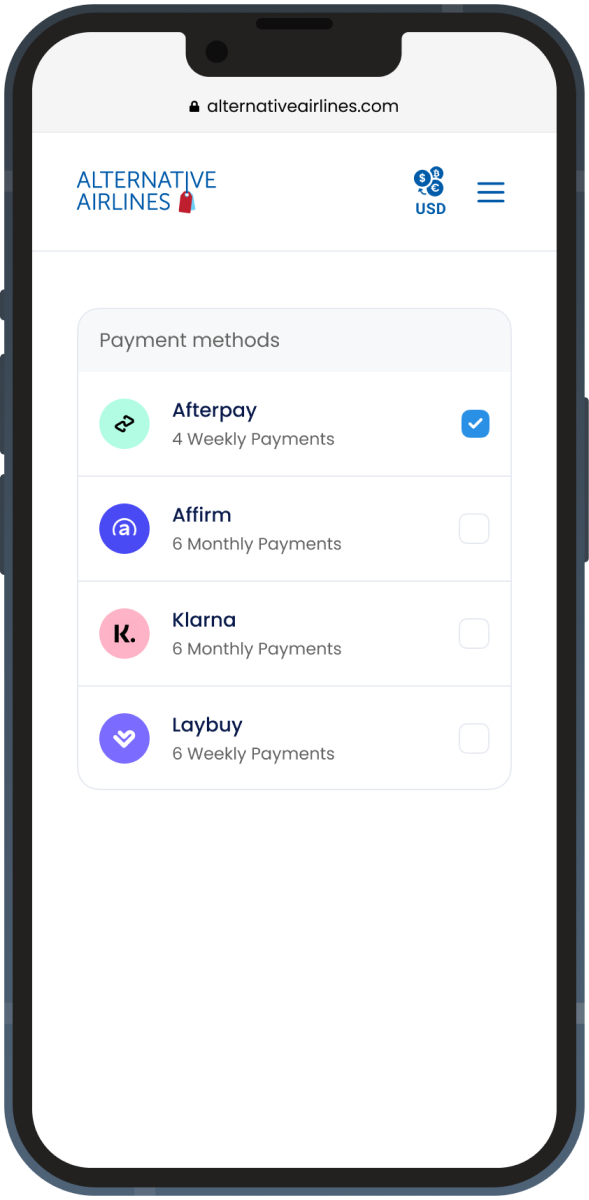 alternativeairlines.com
ALTERNATIVE
AIRLINES
USD
Payment methods
Afterpay
4 Weekly Payments
Affirm
6 Monthly Payments
Klarna
6 Monthly Payments
Laybuy
6 Weekly Payments